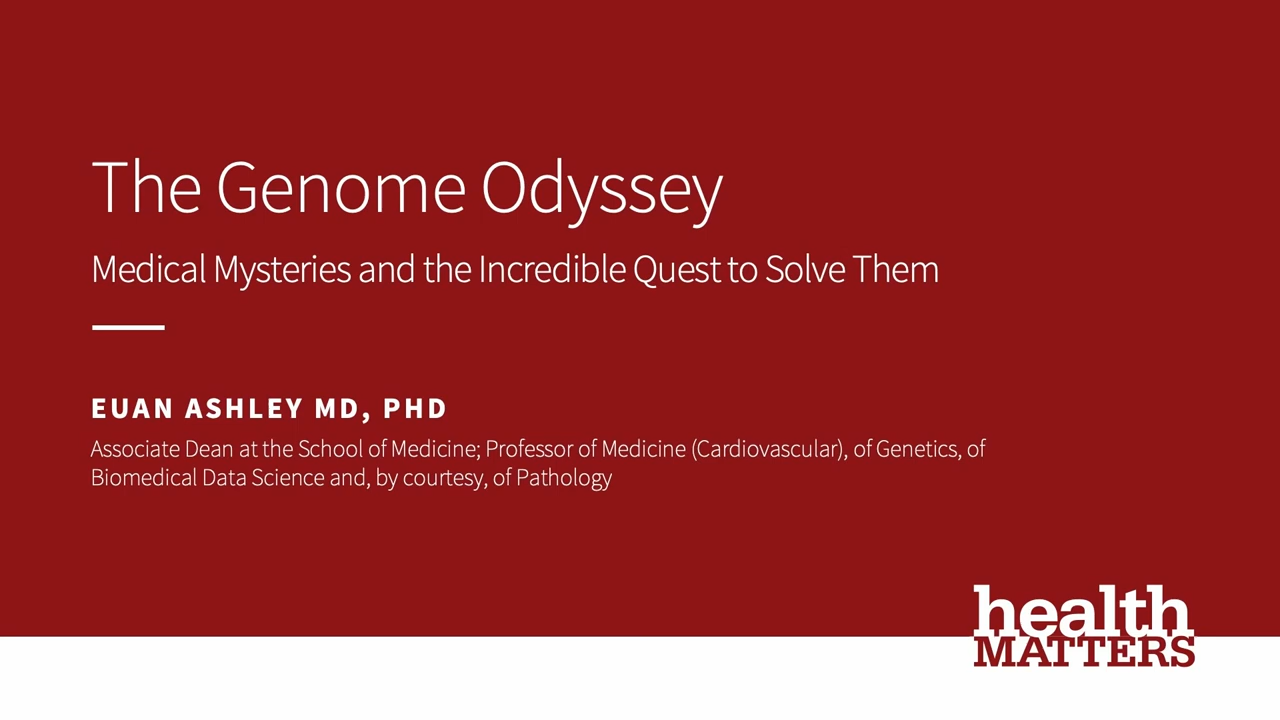 The Genome Odyssey
Medical Mysteries and the Incredible Quest to Solve Them
EUAN ASHLEY MD, PHD
Associate Dean at the School of Medicine; Professor of Medicine (Cardiovascular), of Genetics, of
Biomedical Data Science and, by courtesy, of Pathology
health
MATTERS